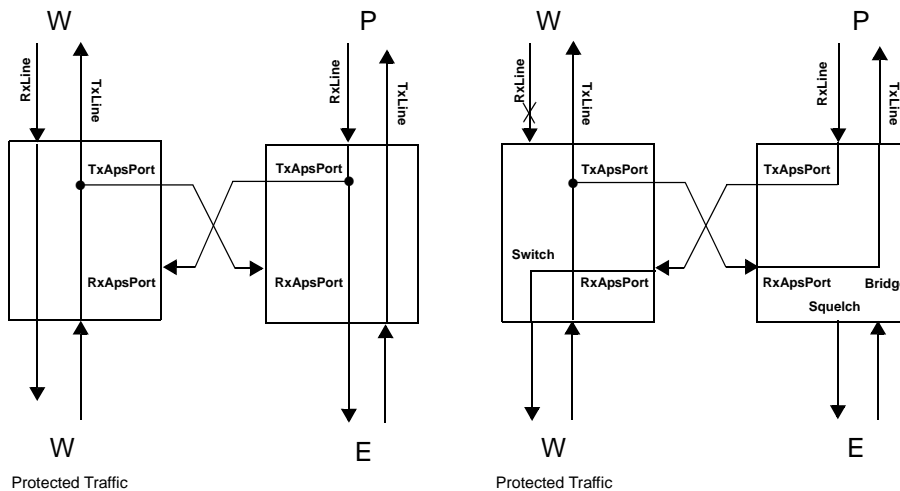 W P W P
RxLine TxLine RxLine TxLine RxLine TxLine RxLine TxLine
TxApsPort TxApsPort TxApsPort TxApsPort
Switch
RxApsPort RxApsPort RxApsPort RxApsPort Bridge
Squelch
W E W E
Protected Traffic Protected Traffic